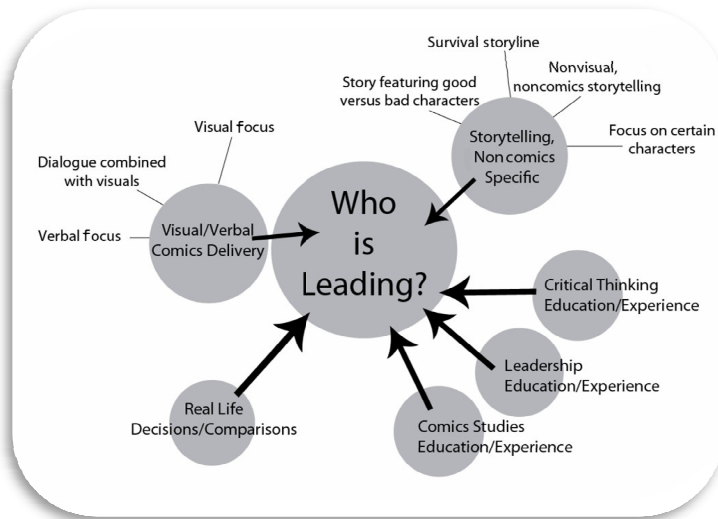 Survival storyline
Nonvisual,
noncomics storytelling
Story featuring good
versus bad characters
Focus on certain
characters
Storytelling,
Non comics
Specific
Visual focus
Dialogue combined
with visuals
Verbal focus
Visual/Verbal
Comics Delivery
Who
is
Leading?
Critical Thinking
Education/Experience
Leadership
Education/Experience
Comics Studies
Education/Experience
Real Life
Decisions/Comparisons